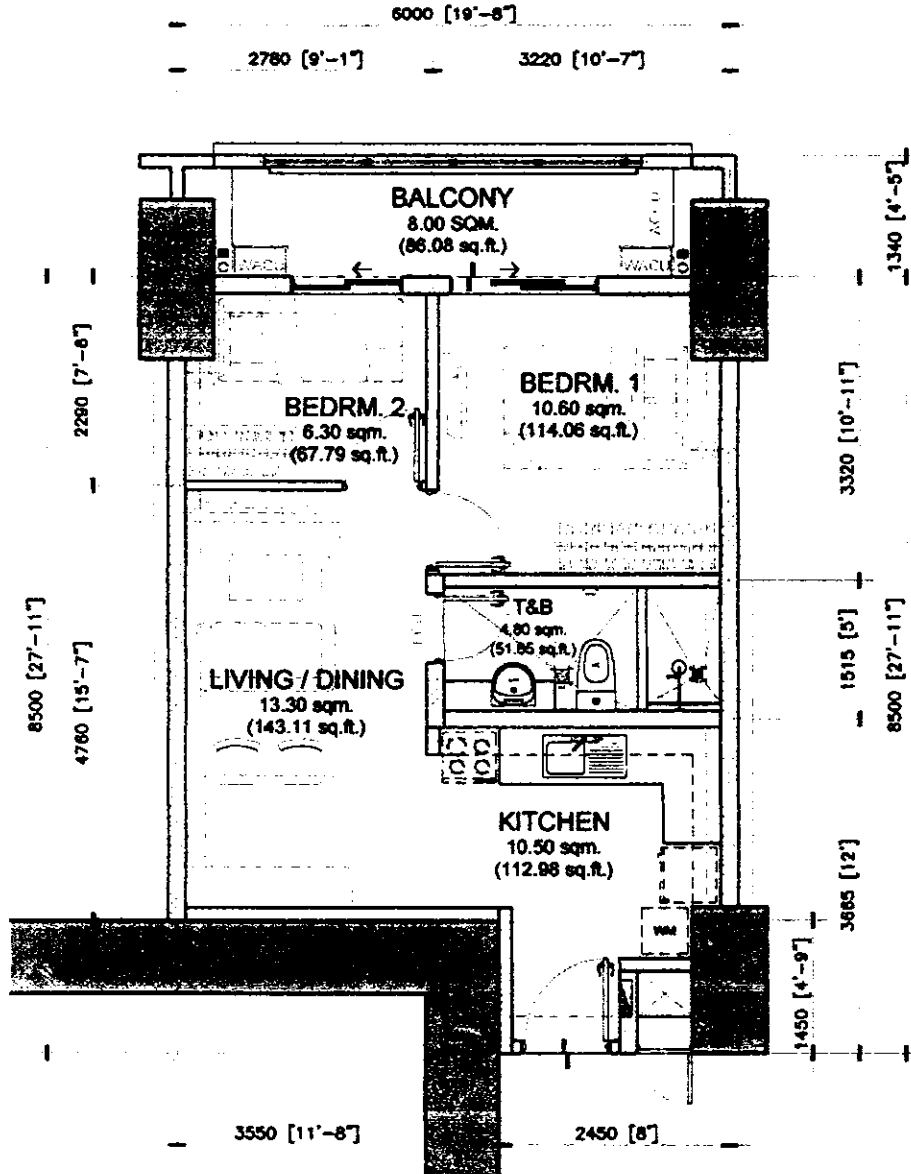 6000 [19'-8"]
2780 [9'-1"]
3220 [10'-7"]
BALCONY
8.00 SQM.
(86.08 sq.ft.)
ACCU
WACU
WACU
1340 [4'-5"]
2290 [7'-6"]
BEDRM. 2
6.30 sqm.
(67.79 sq.ft.)
BEDRM. 1
10.60 sqm.
(114.06 sq.ft.)
3320 [10'-11"]
T&B
4.80 sqm.
(51.65 sq.ft.)
1515 [5']
8500 [27'-11"]
8500 [27'-11"]
4760 [15'-7"]
LIVING / DINING
13.30 sqm.
(143.11 sq.ft.)
KITCHEN
10.50 sqm.
(112.98 sq.ft.)
3665 [12']
WM
1450 [4'-9"]
3550 [11'-8"]
2450 [8"]